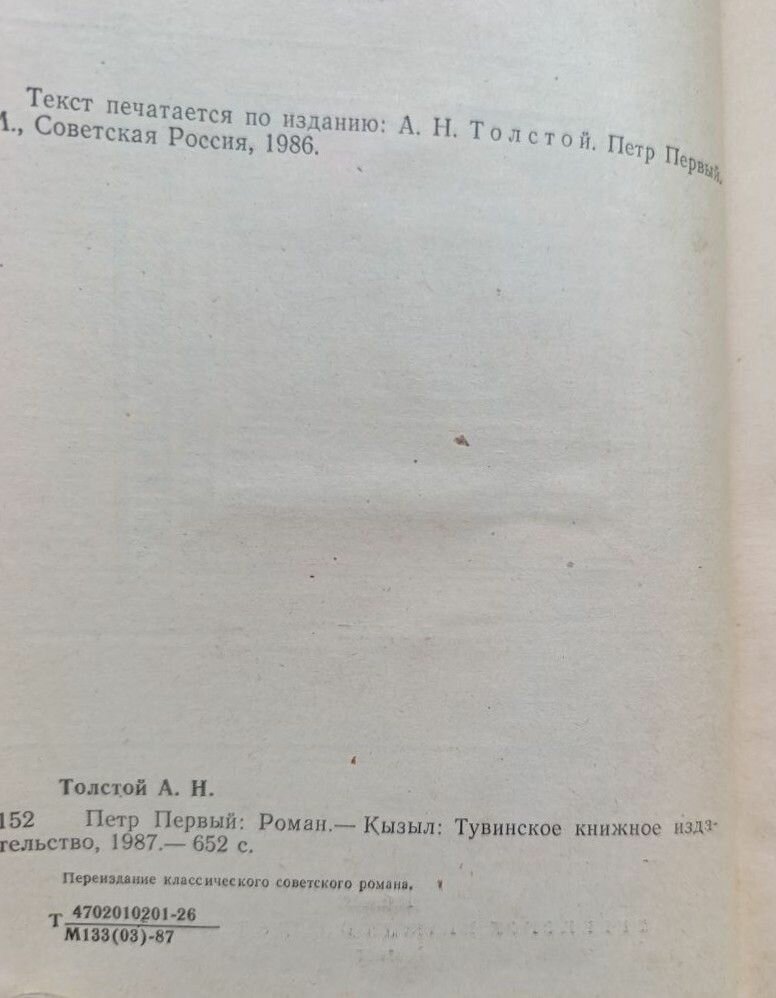 Текст печатается по изданию: А. Н. Толстой. Петр Первый.
М., Советская Россия, 1986.
Толстой А. Н.
152 Петр Первый: Роман.— Кызыл: Тувинское книжное изда-
тельство, 1987.— 652 с.
Переиздание классического советского романа.
Т 4702010201-26
М133(03)-87